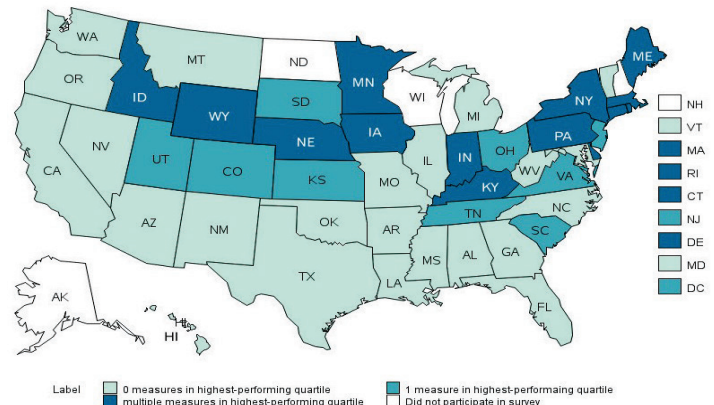 WA
MT
ND
MN
ME
OR
ID
SD
WI
NY
WY
MI
NV
NE
IA
PA
CA
UT
CO
IL
IN
OH
WV
VA
KS
MO
KY
AZ
NM
OK
TN
NC
AR
SC
MS
AL
GA
TX
LA
FL
AK
HI
HI
NH
VT
MA
RI
CT
NJ
DE
MD
DC
Label
0 measures in highest-performing quartile
1 measure in highest-performaing quartile
multiple measures in highest-performing quartile
Did not participate in survey